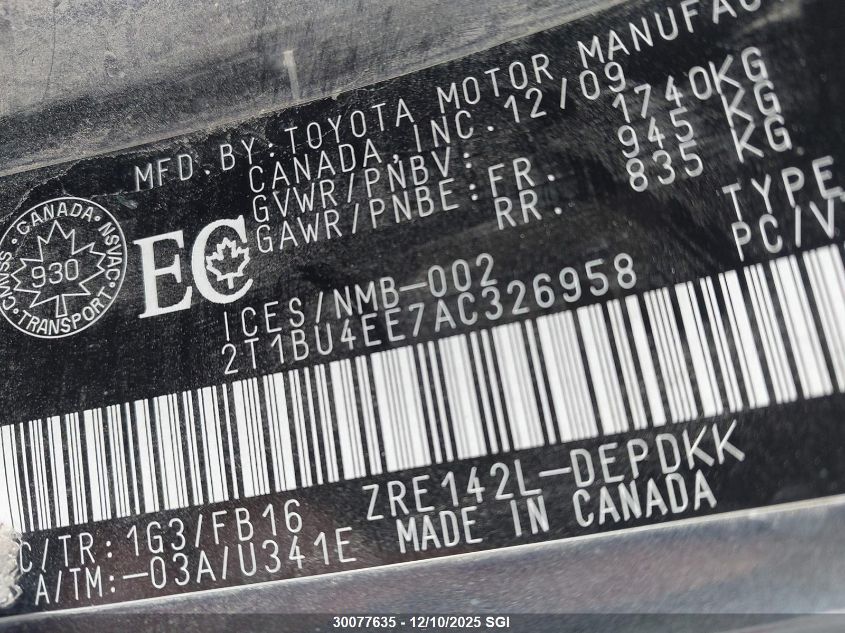 MFD. BY: TOYOTA MOTOR MANUFAC
CANADA, INC. 12/09
GVWR/PNBV: 1740KG
GAWR/PNBE: FR. 945 KG
RR. 835 KG
TYPE
PC/V
CANADA · NSVAC
CMVSS
930
TRANSPORT
EC
ICES/NMB-002
2T1BU4EE7AC326958
C/TR: 1G3/FB16
ZRE142L-DEPDKK
A/TM:-03A/U341E
MADE IN CANADA
30077635 - 12/10/2025 SGI